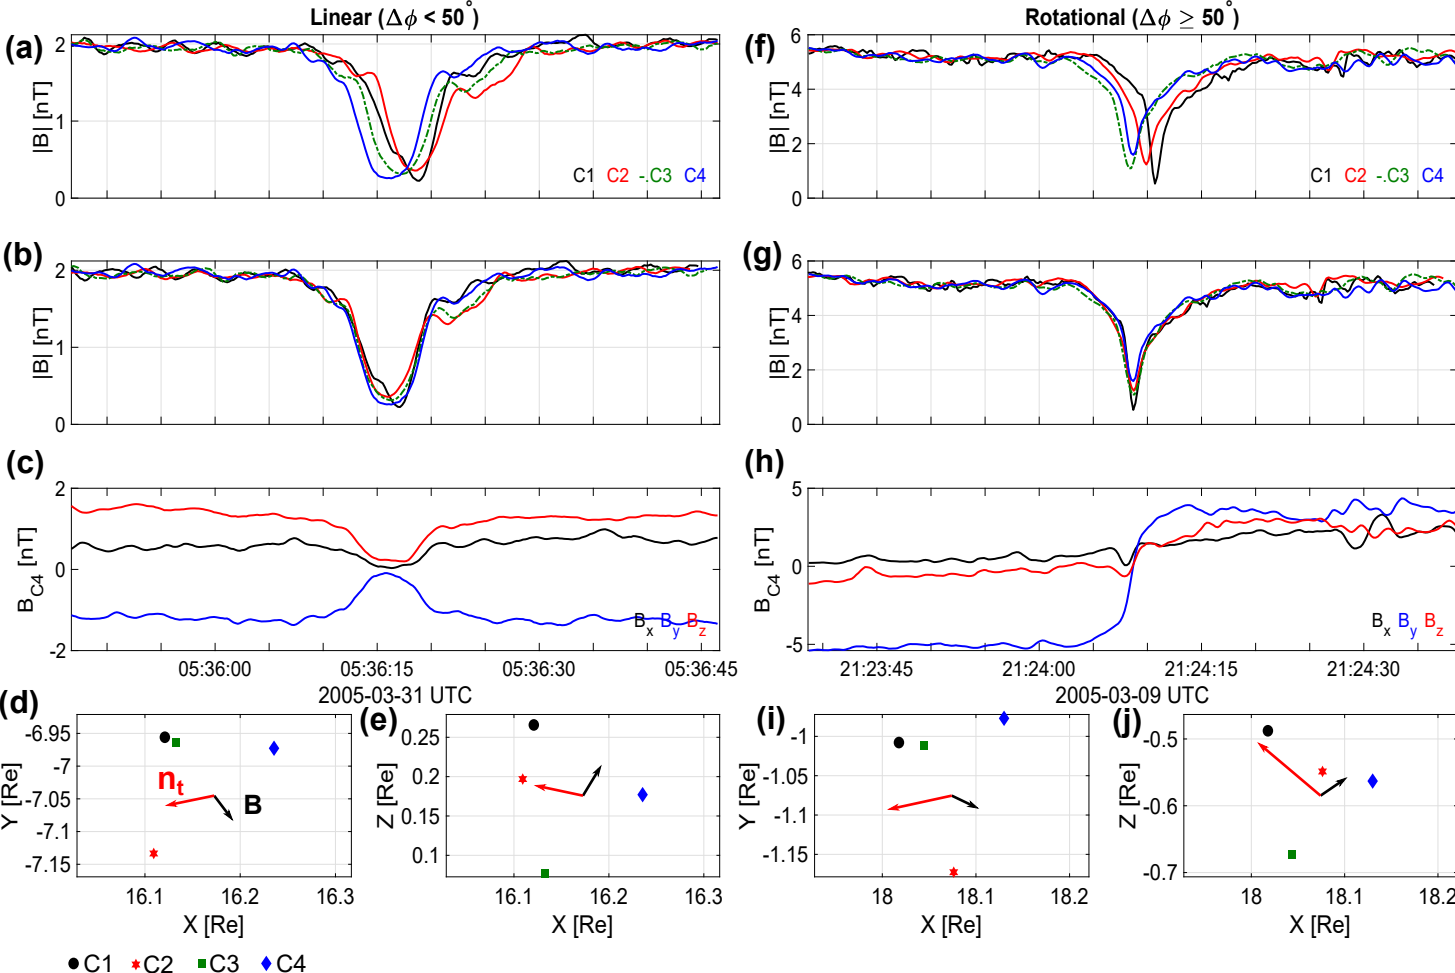 Linear (Δϕ < 50°)
Rotational (Δϕ ≥ 50°)
(a)
2
1
0
|B| [nT]
C1 C2 -.C3 C4
(f)
6
4
2
0
|B| [nT]
C1 C2 -.C3 C4
(b)
2
1
0
|B| [nT]
(g)
6
4
2
0
|B| [nT]
(c)
2
0
-2
B_C4 [nT]
B_x B_y B_z
05:36:00 05:36:15 05:36:30 05:36:45
2005-03-31 UTC
(h)
5
0
-5
B_C4 [nT]
B_x B_y B_z
21:23:45 21:24:00 21:24:15 21:24:30
2005-03-09 UTC
(d)
-6.95
-7
-7.05
-7.1
-7.15
Y [Re]
n_t
B
16.1 16.2 16.3
X [Re]
(e)
0.25
0.2
0.15
0.1
Z [Re]
16.1 16.2 16.3
X [Re]
(i)
-1
-1.05
-1.1
-1.15
Y [Re]
18 18.1 18.2
X [Re]
(j)
-0.5
-0.6
-0.7
Z [Re]
18 18.1 18.2
X [Re]
C1 C2 C3 C4